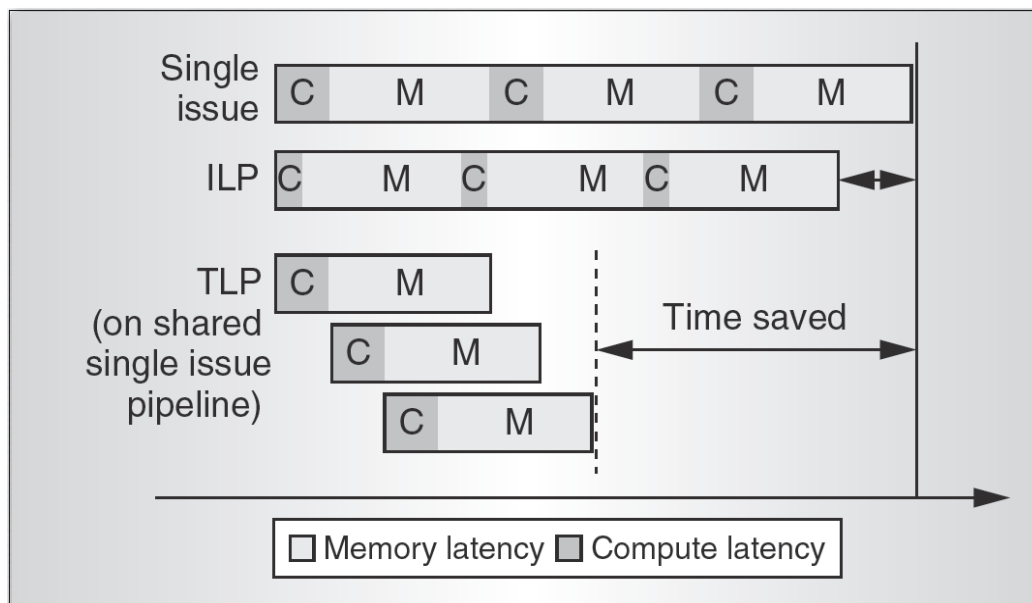 Single
issue
C M C M C M
ILP
C M C M C M
TLP
(on shared
single issue
pipeline)
C M
C M
C M
Time saved
Memory latency Compute latency